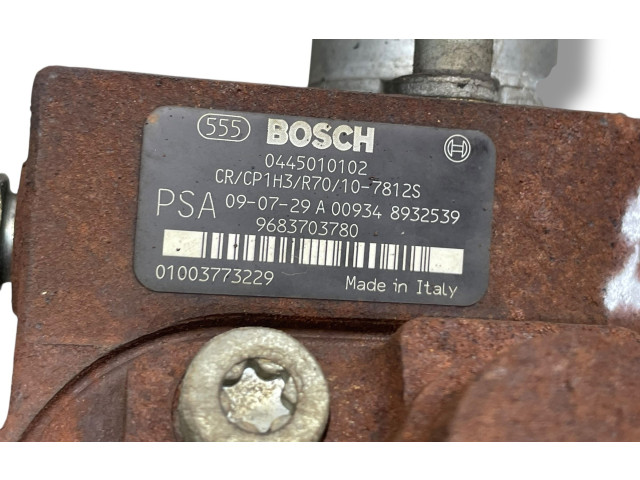 555 BOSCH
0445010102
CR/CP1H3/R70/10-7812S
PSA 09-07-29 A 00934 8932539
9683703780
01003773229 Made in Italy